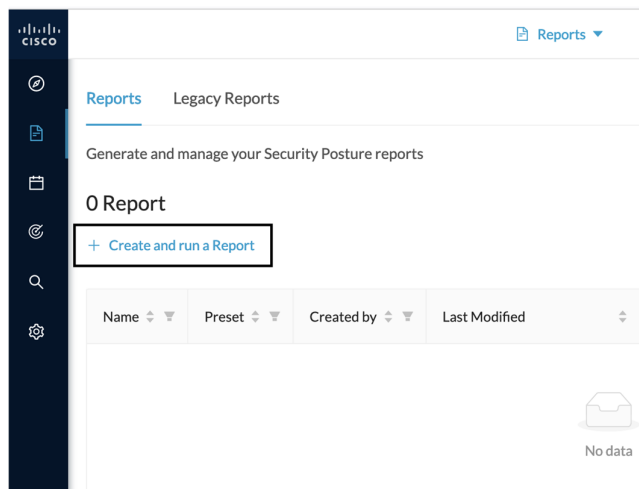 CISCO
Reports
Reports Legacy Reports
Generate and manage your Security Posture reports
0 Report
+ Create and run a Report
Name Preset Created by Last Modified
No data